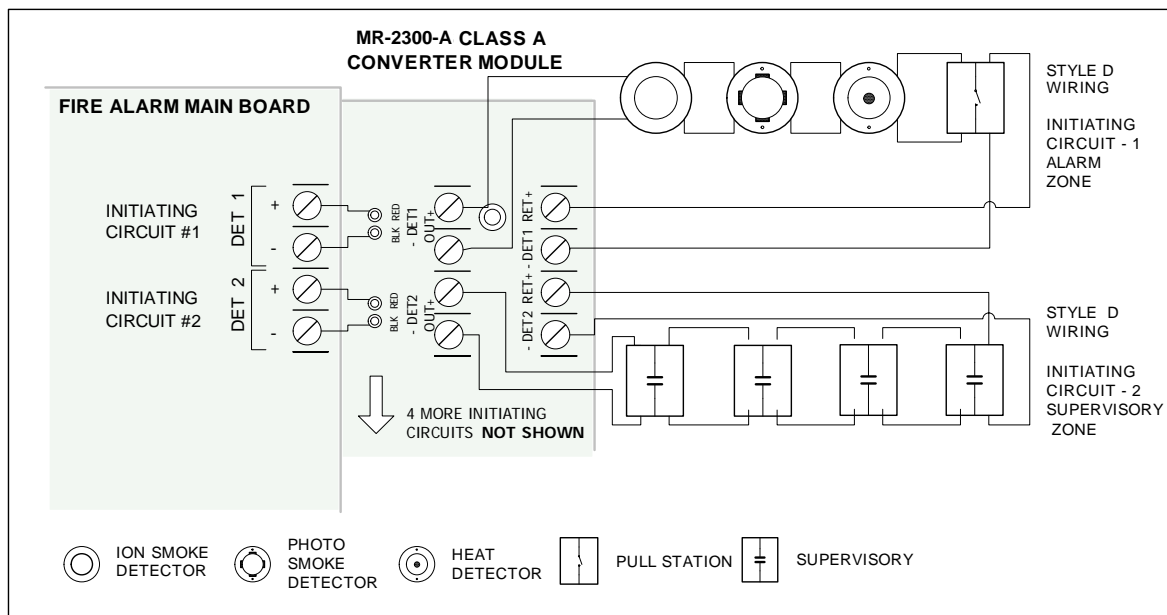 MR-2300-A CLASS A
CONVERTER MODULE
FIRE ALARM MAIN BOARD
INITIATING
CIRCUIT #1
DET 1
+
-
INITIATING
CIRCUIT #2
DET 2
+
-
BLK RED
- DET1
OUT+
BLK RED
- DET2
OUT+
- DET1 RET+
- DET2 RET+
4 MORE INITIATING
CIRCUITS NOT SHOWN
STYLE D
WIRING
INITIATING
CIRCUIT - 1
ALARM
ZONE
STYLE D
WIRING
INITIATING
CIRCUIT - 2
SUPERVISORY
ZONE
ION SMOKE
DETECTOR
PHOTO
SMOKE
DETECTOR
HEAT
DETECTOR
PULL STATION
SUPERVISORY